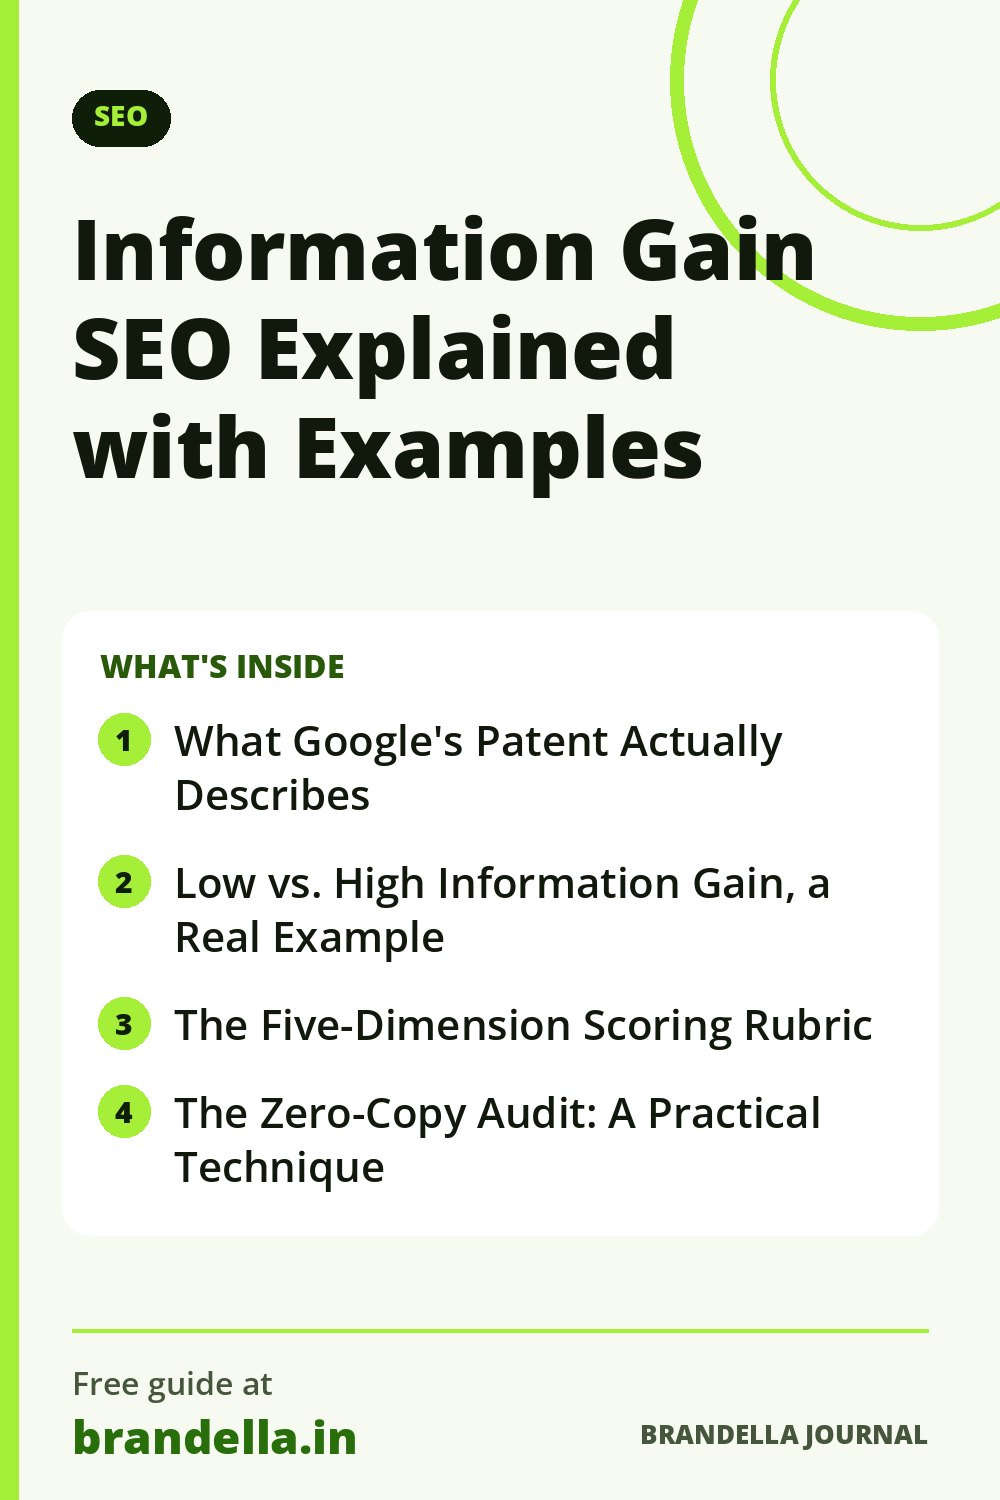 SEO
Information Gain
SEO Explained
with Examples
WHAT'S INSIDE
1 What Google's Patent Actually
Describes
2 Low vs. High Information Gain, a
Real Example
3 The Five-Dimension Scoring Rubric
4 The Zero-Copy Audit: A Practical
Technique
Free guide at
brandella.in
BRANDELLA JOURNAL